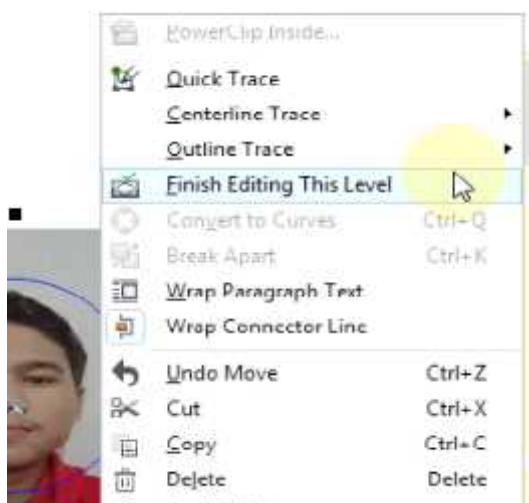 PowerClip Inside...
Quick Trace
Centerline Trace
Outline Trace
Finish Editing This Level
Convert to Curves Ctrl+Q
Break Apart Ctrl+K
Wrap Paragraph Text
Wrap Connector Line
Undo Move Ctrl+Z
Cut Ctrl+X
Copy Ctrl+C
Delete Delete